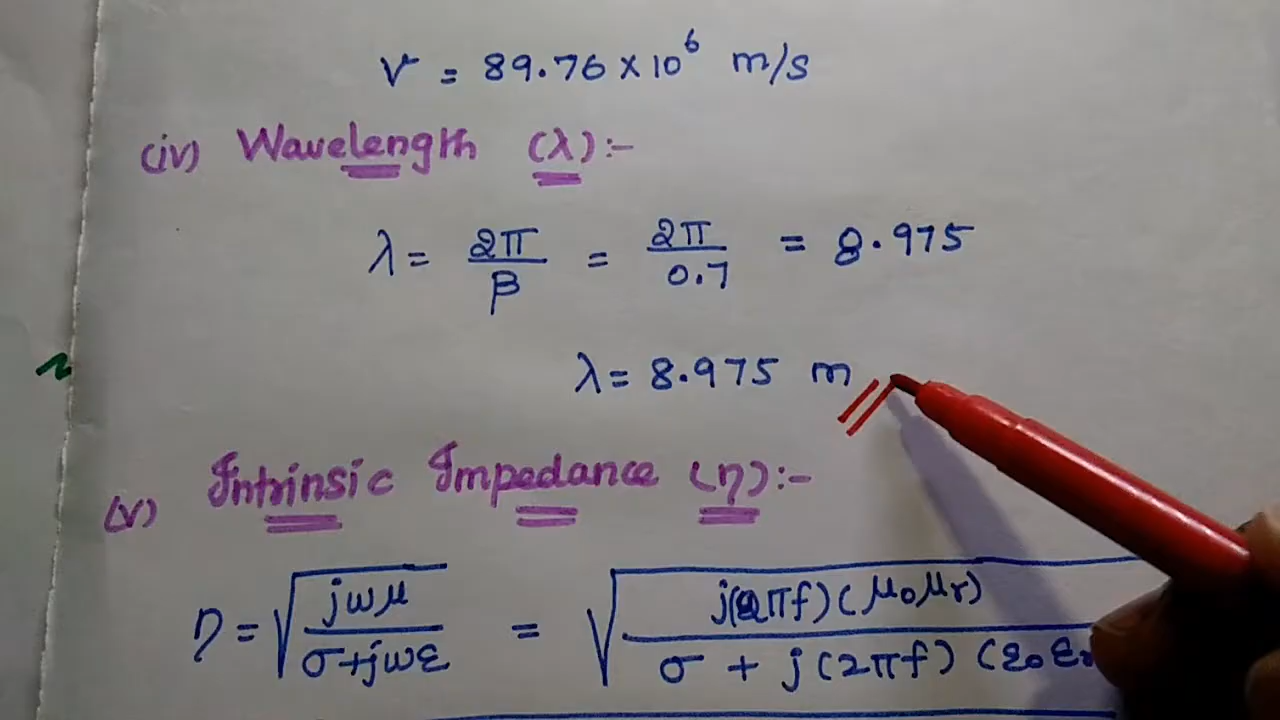 v = 89.76 × 10⁶ m/s
(iv) Wavelength (λ):-
λ = 2π/β = 2π/0.7 = 8.975
λ = 8.975 m
(v) Intrinsic Impedance (η):-
η = √(jωμ/(σ+jωε)) = √(j(2πf)(μ₀μᵣ)/(σ + j(2πf)(ε₀εᵣ